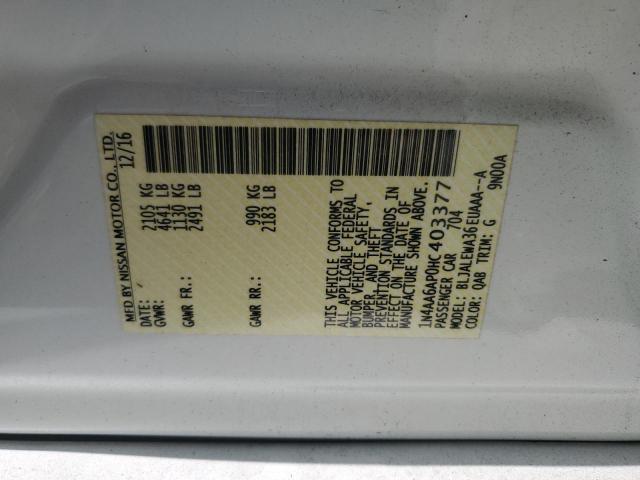 MFD BY NISSAN MOTOR CO., LTD.
DATE: 12/16
GVWR: 2105 KG
4641 LB
GAWR FR: 1130 KG
2491 LB
GAWR RR: 990 KG
2183 LB
THIS VEHICLE CONFORMS TO
ALL APPLICABLE FEDERAL
MOTOR VEHICLE SAFETY,
BUMPER, AND THEFT
PREVENTION STANDARDS IN
EFFECT ON THE DATE OF
MANUFACTURE SHOWN ABOVE.
1N4AA6AP0HC403377
PASSENGER CAR 704
MODEL: BLJALEWA36EUAAA--A
COLOR: QAB TRIM: G 9N00A